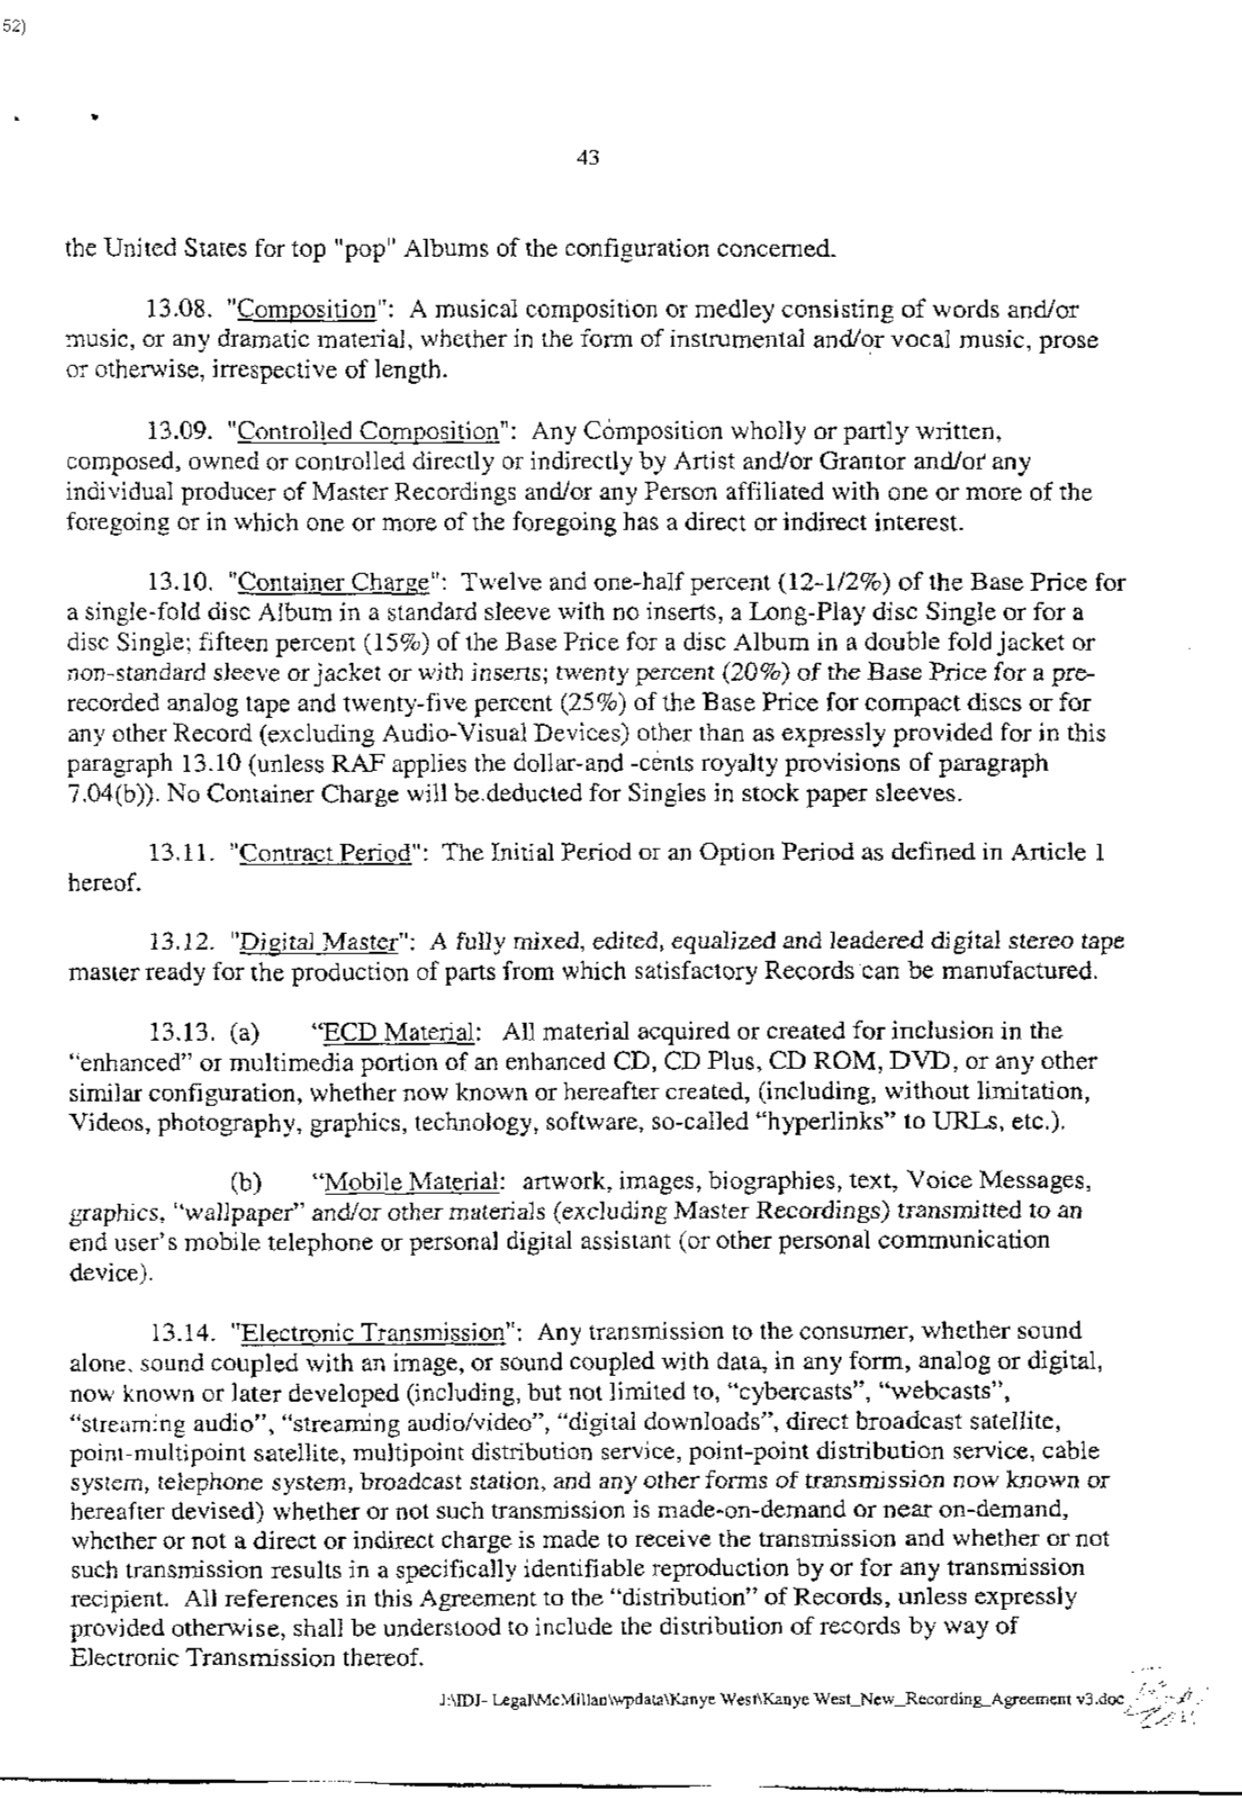 52)
43
the United States for top "pop" Albums of the configuration concerned.
13.08. "Composition": A musical composition or medley consisting of words and/or
music, or any dramatic material, whether in the form of instrumental and/or vocal music, prose
or otherwise, irrespective of length.
13.09. "Controlled Composition": Any Composition wholly or partly written,
composed, owned or controlled directly or indirectly by Artist and/or Grantor and/or any
individual producer of Master Recordings and/or any Person affiliated with one or more of the
foregoing or in which one or more of the foregoing has a direct or indirect interest.
13.10. "Container Charge": Twelve and one-half percent (12-1/2%) of the Base Price for
a single-fold disc Album in a standard sleeve with no inserts, a Long-Play disc Single or for a
disc Single; fifteen percent (15%) of the Base Price for a disc Album in a double fold jacket or
non-standard sleeve or jacket or with inserts; twenty percent (20%) of the Base Price for a pre-
recorded analog tape and twenty-five percent (25%) of the Base Price for compact discs or for
any other Record (excluding Audio-Visual Devices) other than as expressly provided for in this
paragraph 13.10 (unless RAF applies the dollar-and -cents royalty provisions of paragraph
7.04(b)). No Container Charge will be deducted for Singles in stock paper sleeves.
13.11. "Contract Period": The Initial Period or an Option Period as defined in Article 1
hereof.
13.12. "Digital Master": A fully mixed, edited, equalized and leadered digital stereo tape
master ready for the production of parts from which satisfactory Records can be manufactured.
13.13. (a) “ECD Material: All material acquired or created for inclusion in the
“enhanced” or multimedia portion of an enhanced CD, CD Plus, CD ROM, DVD, or any other
similar configuration, whether now known or hereafter created, (including, without limitation,
Videos, photography, graphics, technology, software, so-called “hyperlinks” to URLs, etc.).
(b) “Mobile Material: artwork, images, biographies, text, Voice Messages,
graphics, “wallpaper” and/or other materials (excluding Master Recordings) transmitted to an
end user's mobile telephone or personal digital assistant (or other personal communication
device).
13.14. "Electronic Transmission": Any transmission to the consumer, whether sound
alone, sound coupled with an image, or sound coupled with data, in any form, analog or digital,
now known or later developed (including, but not limited to, “cybercasts”, “webcasts”,
“streaming audio”, “streaming audio/video”, “digital downloads”, direct broadcast satellite,
point-multipoint satellite, multipoint distribution service, point-point distribution service, cable
system, telephone system, broadcast station, and any other forms of transmission now known or
hereafter devised) whether or not such transmission is made-on-demand or near on-demand,
whether or not a direct or indirect charge is made to receive the transmission and whether or not
such transmission results in a specifically identifiable reproduction by or for any transmission
recipient. All references in this Agreement to the “distribution” of Records, unless expressly
provided otherwise, shall be understood to include the distribution of records by way of
Electronic Transmission thereof.
J:\IDJ- Legal\McMillan\wpdata\Kanye West\Kanye West_New_Recording_Agreement v3.doc